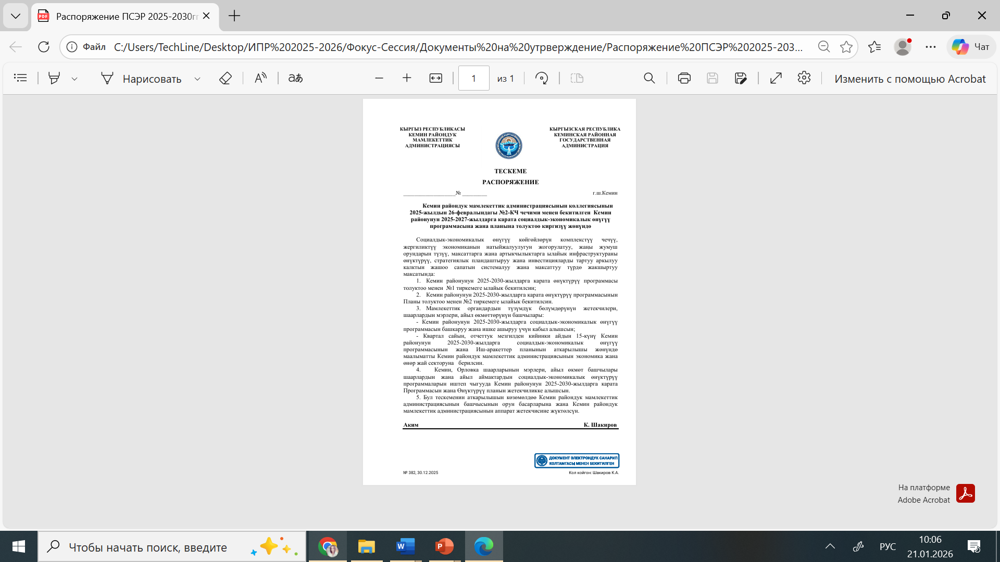 Распоряжение ПСЭР 2025-2030гг
Файл C:/Users/TechLine/Desktop/ИПР%202025-2026/Фокус-Сессия/Документы%20на%20утрверждение/Распоряжение%20ПСЭР%202025-203...
Чат
Нарисовать
1 из 1
Изменить с помощью Acrobat
КЫРГЫЗ РЕСПУБЛИКАСЫ
КЕМИН РАЙОНДУК
МАМЛЕКЕТТИК
АДМИНИСТРАЦИЯСЫ
КЫРГЫЗСКАЯ РЕСПУБЛИКА
КЕМИНСКАЯ РАЙОННАЯ
ГОСУДАРСТВЕННАЯ
АДМИНИСТРАЦИЯ
ТЕСКЕМЕ
РАСПОРЯЖЕНИЕ
___________________№ _________ г.ш.Кемин
Кемин райондук мамлекеттик администрациясынын коллегиясынын
2025-жылдын 26-февралындагы №2-КЧ чечими менен бекитилген Кемин
районунун 2025-2027-жылдарга карата социалдык-экономикалык өнүгүү
программасына жана планына толуктоо киргизүү жөнүндө
Социалдык-экономикалык өнүгүү көйгөйлөрүн комплекстүү чечүү,
жергиликтүү экономиканын натыйжалуулугун жогорулатуу, жаңы жумуш
орундарын түзүү, максаттарга жана артыкчылыктарга ылайык инфраструктураны
өнүктүрүү, стратегиялык пландаштыруу жана инвестицияларды тартуу аркылуу
калктын жашоо сапатын системалуу жана максаттуу түрдө жакшыртуу
максатында:
1. Кемин районунун 2025-2030-жылдарга карата өнүктүрүү программасы
толуктоо менен №1 тиркемеге ылайык бекитилсин;
2. Кемин районунун 2025-2030-жылдарга карата өнүктүрүү программасынын
Планы толуктоо менен №2 тиркемеге ылайык бекитилсин.
3. Мамлекеттик органдардын түзүмдүк бөлүмдөрүнүн жетекчилери,
шаарлардын мэрлери, айыл өкмөттөрүнүн башчылары:
- Кемин районунун 2025-2030-жылдарга социалдык-экономикалык өнүгүү
программасын башкаруу жана ишке ашыруу үчүн кабыл алышсын;
- Квартал сайын, отчеттук мезгилден кийинки айдын 15-күнү Кемин
районунун 2025-2030-жылдарга социалдык-экономикалык өнүгүү
программасынын жана Иш-аракеттер планынын аткарылышы жөнүндө
маалыматты Кемин райондук мамлекеттик администрациясынын экономика жана
өнөр жай секторуна берилсин.
4. Кемин, Орловка шаарларынын мэрлери, айыл өкмөт башчылары
шаарлардын жана айыл аймактардын социалдык-экономикалык өнүктүрүү
программаларын иштеп чыгууда Кемин районунун 2025-2030-жылдарга карата
Программасын жана Өнүктүрүү планын жетекчиликке алышсын.
5. Бул тескеменин аткарылышын көзөмөлдөө Кемин райондук мамлекеттик
администрациясынын башчысынын орун басарларына жана Кемин райондук
мамлекеттик администрациясынын аппарат жетекчисине жүктөлсүн.
Аким К. Шакиров
ДОКУМЕНТ ЭЛЕКТРОНДУК САНАРИП
КОЛТАМГАСЫ МЕНЕН БЕКИТИЛГЕН
№ 382, 30.12.2025 Кол койгон: Шакиров К.А.
На платформе
Adobe Acrobat
Чтобы начать поиск, введите
РУС
10:06
21.01.2026